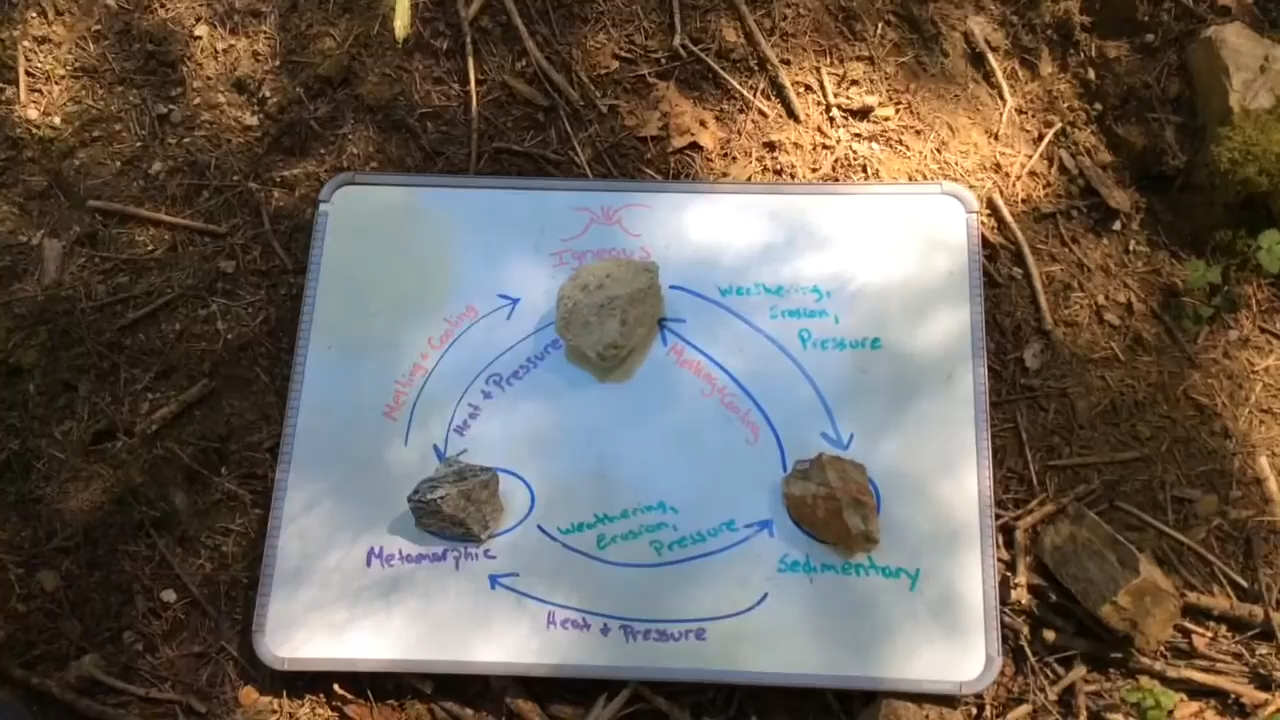 Igneous
Weathering,
Erosion,
Pressure
Melting + Cooling
Heat + Pressure
Melting + Cooling
Weathering,
Erosion,
Pressure
Metamorphic
Sedimentary
Heat + Pressure